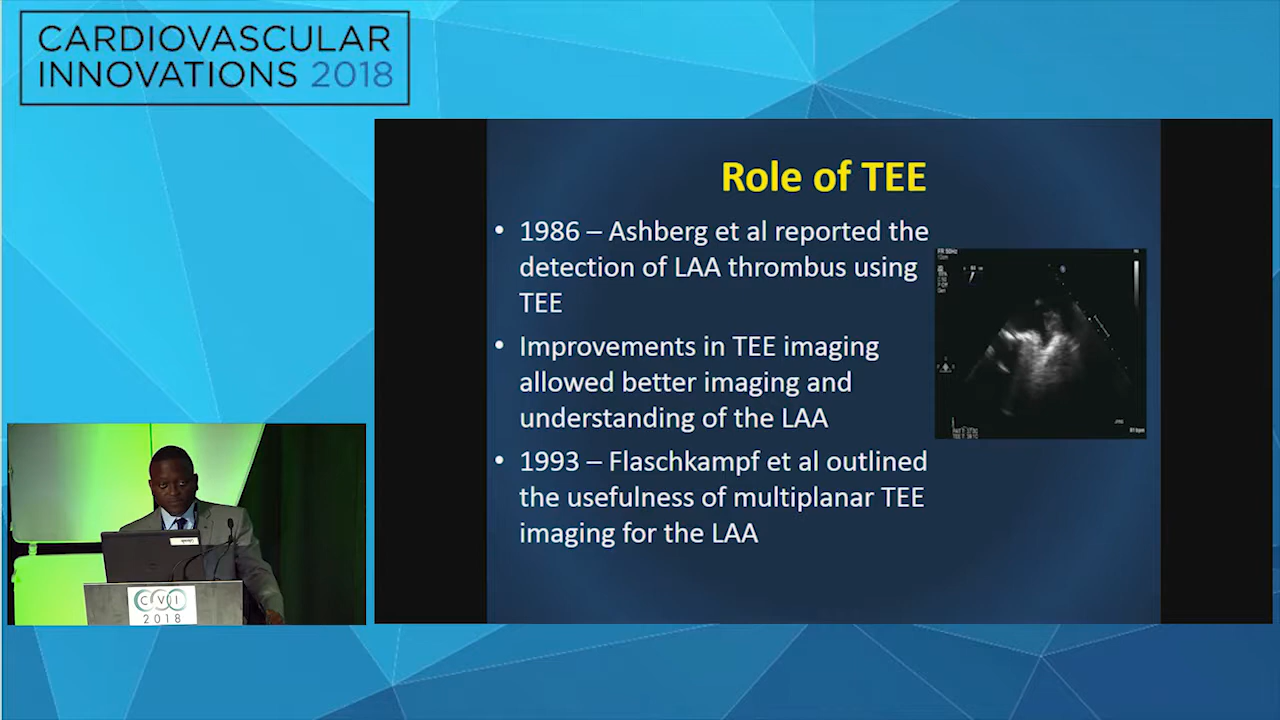 CARDIOVASCULAR
INNOVATIONS 2018
Role of TEE
• 1986 – Ashberg et al reported the
detection of LAA thrombus using
TEE
• Improvements in TEE imaging
allowed better imaging and
understanding of the LAA
• 1993 – Flaschkampf et al outlined
the usefulness of multiplanar TEE
imaging for the LAA
CVI
2018